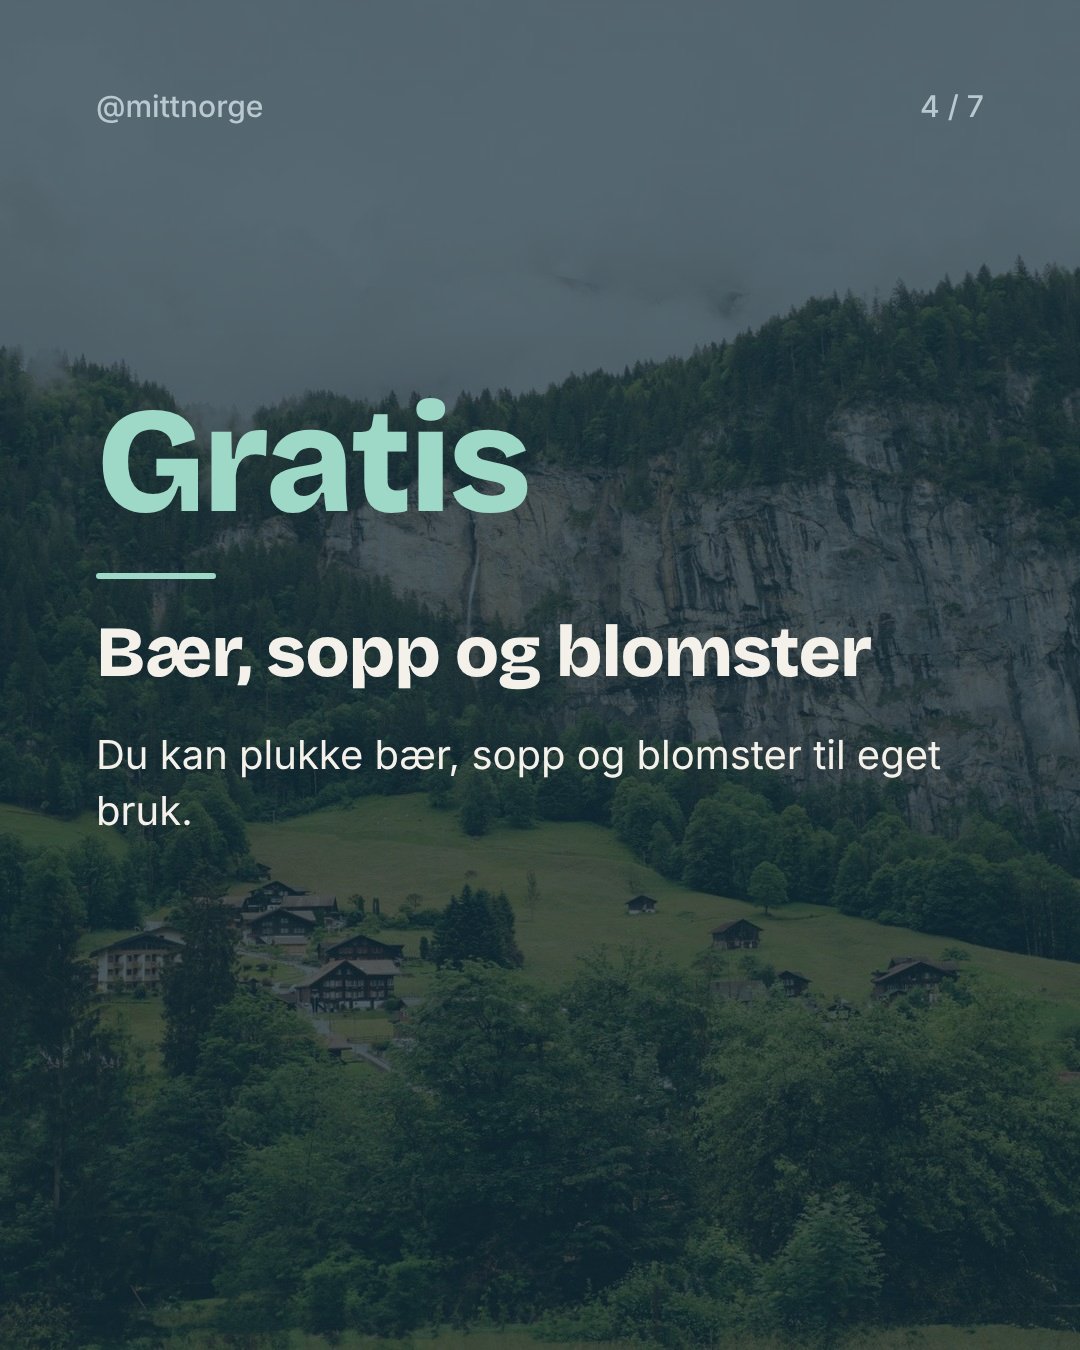 @mittnorge
4 / 7
Gratis
Bær, sopp og blomster
Du kan plukke bær, sopp og blomster til eget
bruk.